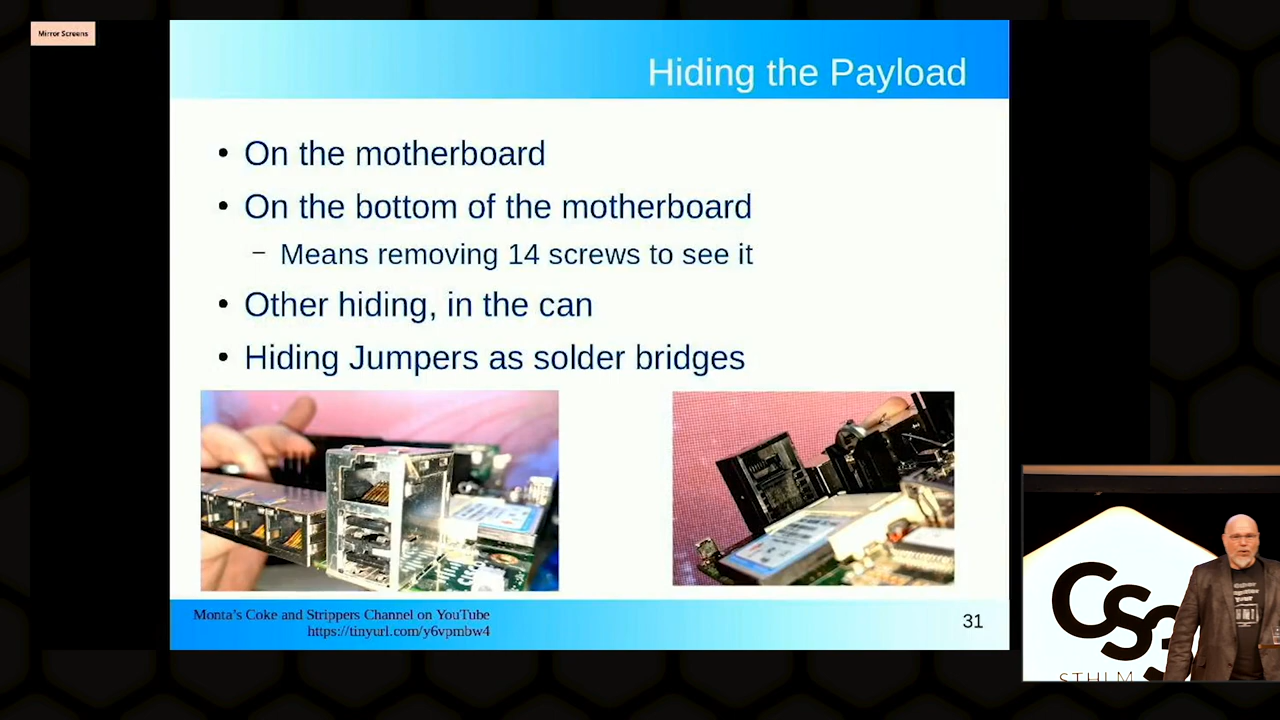 Mirror Screens
Hiding the Payload
• On the motherboard
• On the bottom of the motherboard
– Means removing 14 screws to see it
• Other hiding, in the can
• Hiding Jumpers as solder bridges
Monta's Coke and Strippers Channel on YouTube
https://tinyurl.com/y6vpmbw4
31
CS3
STHLM